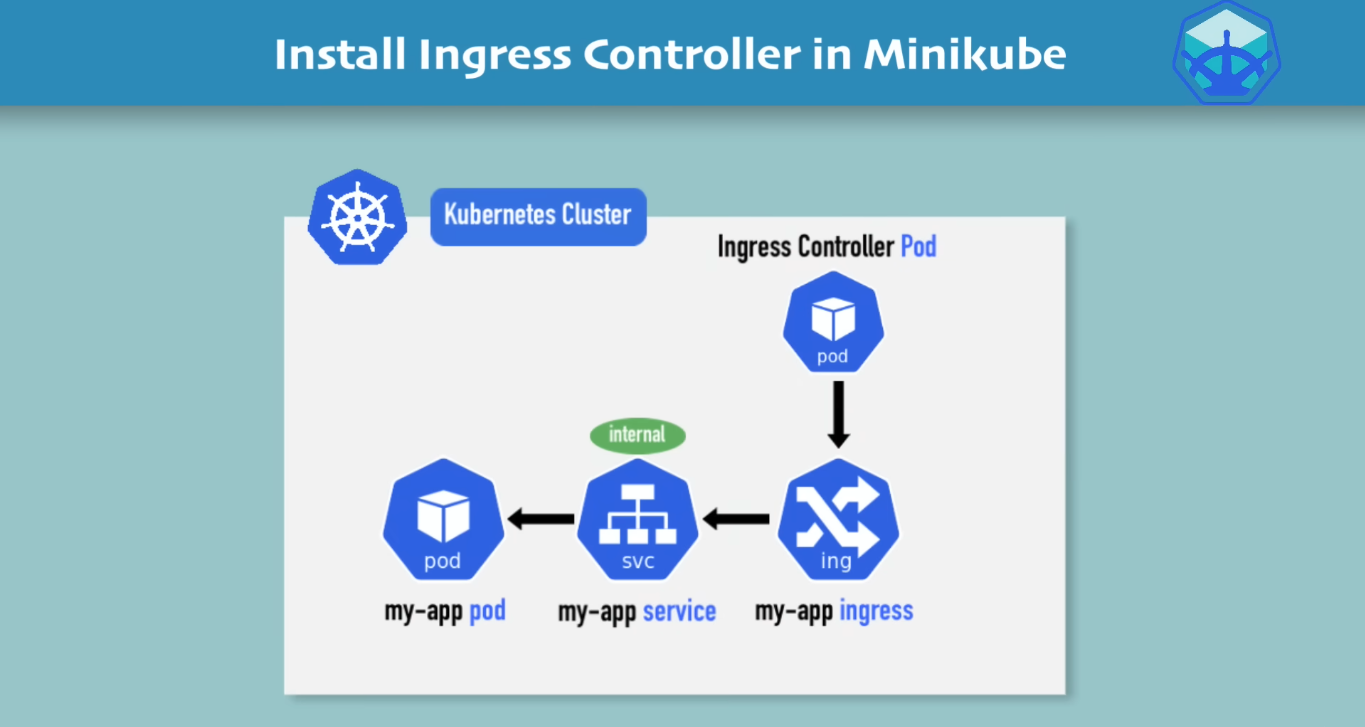 Install Ingress Controller in Minikube
Kubernetes Cluster
Ingress Controller Pod
pod
internal
pod
svc
ing
my-app pod
my-app service
my-app ingress